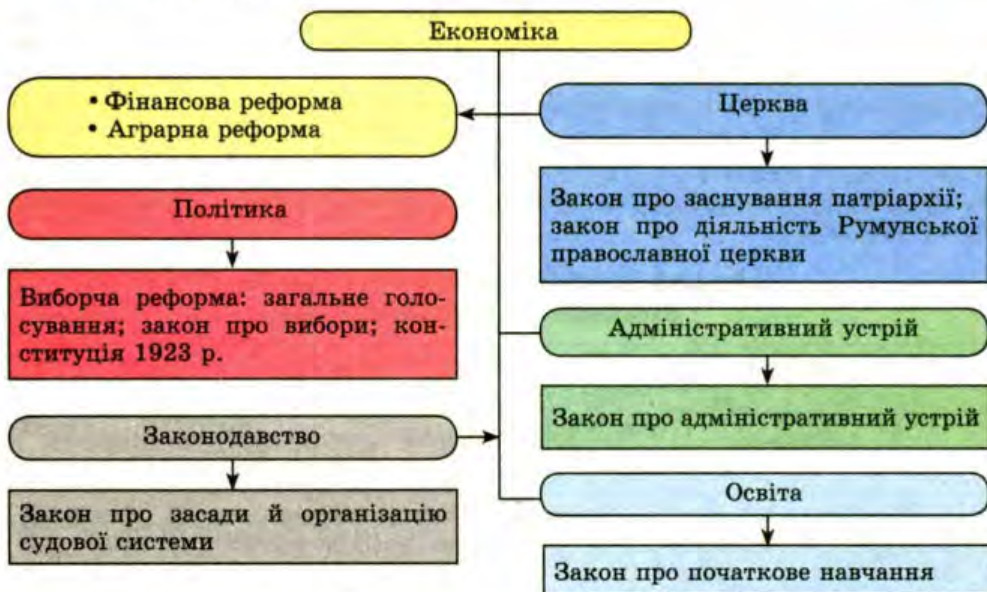 Економіка
• Фінансова реформа
• Аграрна реформа
Церква
Закон про заснування патріархії;
закон про діяльність Румунської
православної церкви
Політика
Виборча реформа: загальне голо-
сування; закон про вибори; кон-
ституція 1923 р.
Адміністративний устрій
Закон про адміністративний устрій
Законодавство
Закон про засади й організацію
судової системи
Освіта
Закон про початкове навчання